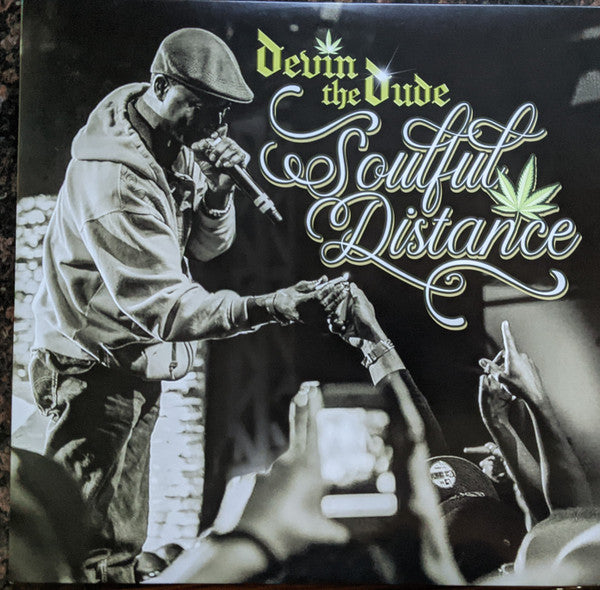 Devin
the Dude
Soulful
Distance